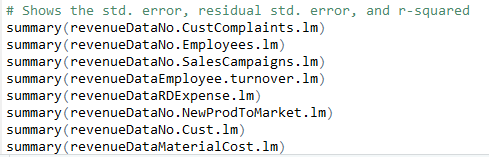 # Shows the std. error, residual std. error, and r-squared
summary(revenueDataNo.CustComplaints.lm)
summary(revenueDataNo.Employees.lm)
summary(revenueDataNo.SalesCampaigns.lm)
summary(revenueDataEmployee.turnover.lm)
summary(revenueDataRDExpense.lm)
summary(revenueDataNo.NewProdToMarket.lm)
summary(revenueDataNo.Cust.lm)
summary(revenueDataMaterialCost.lm)